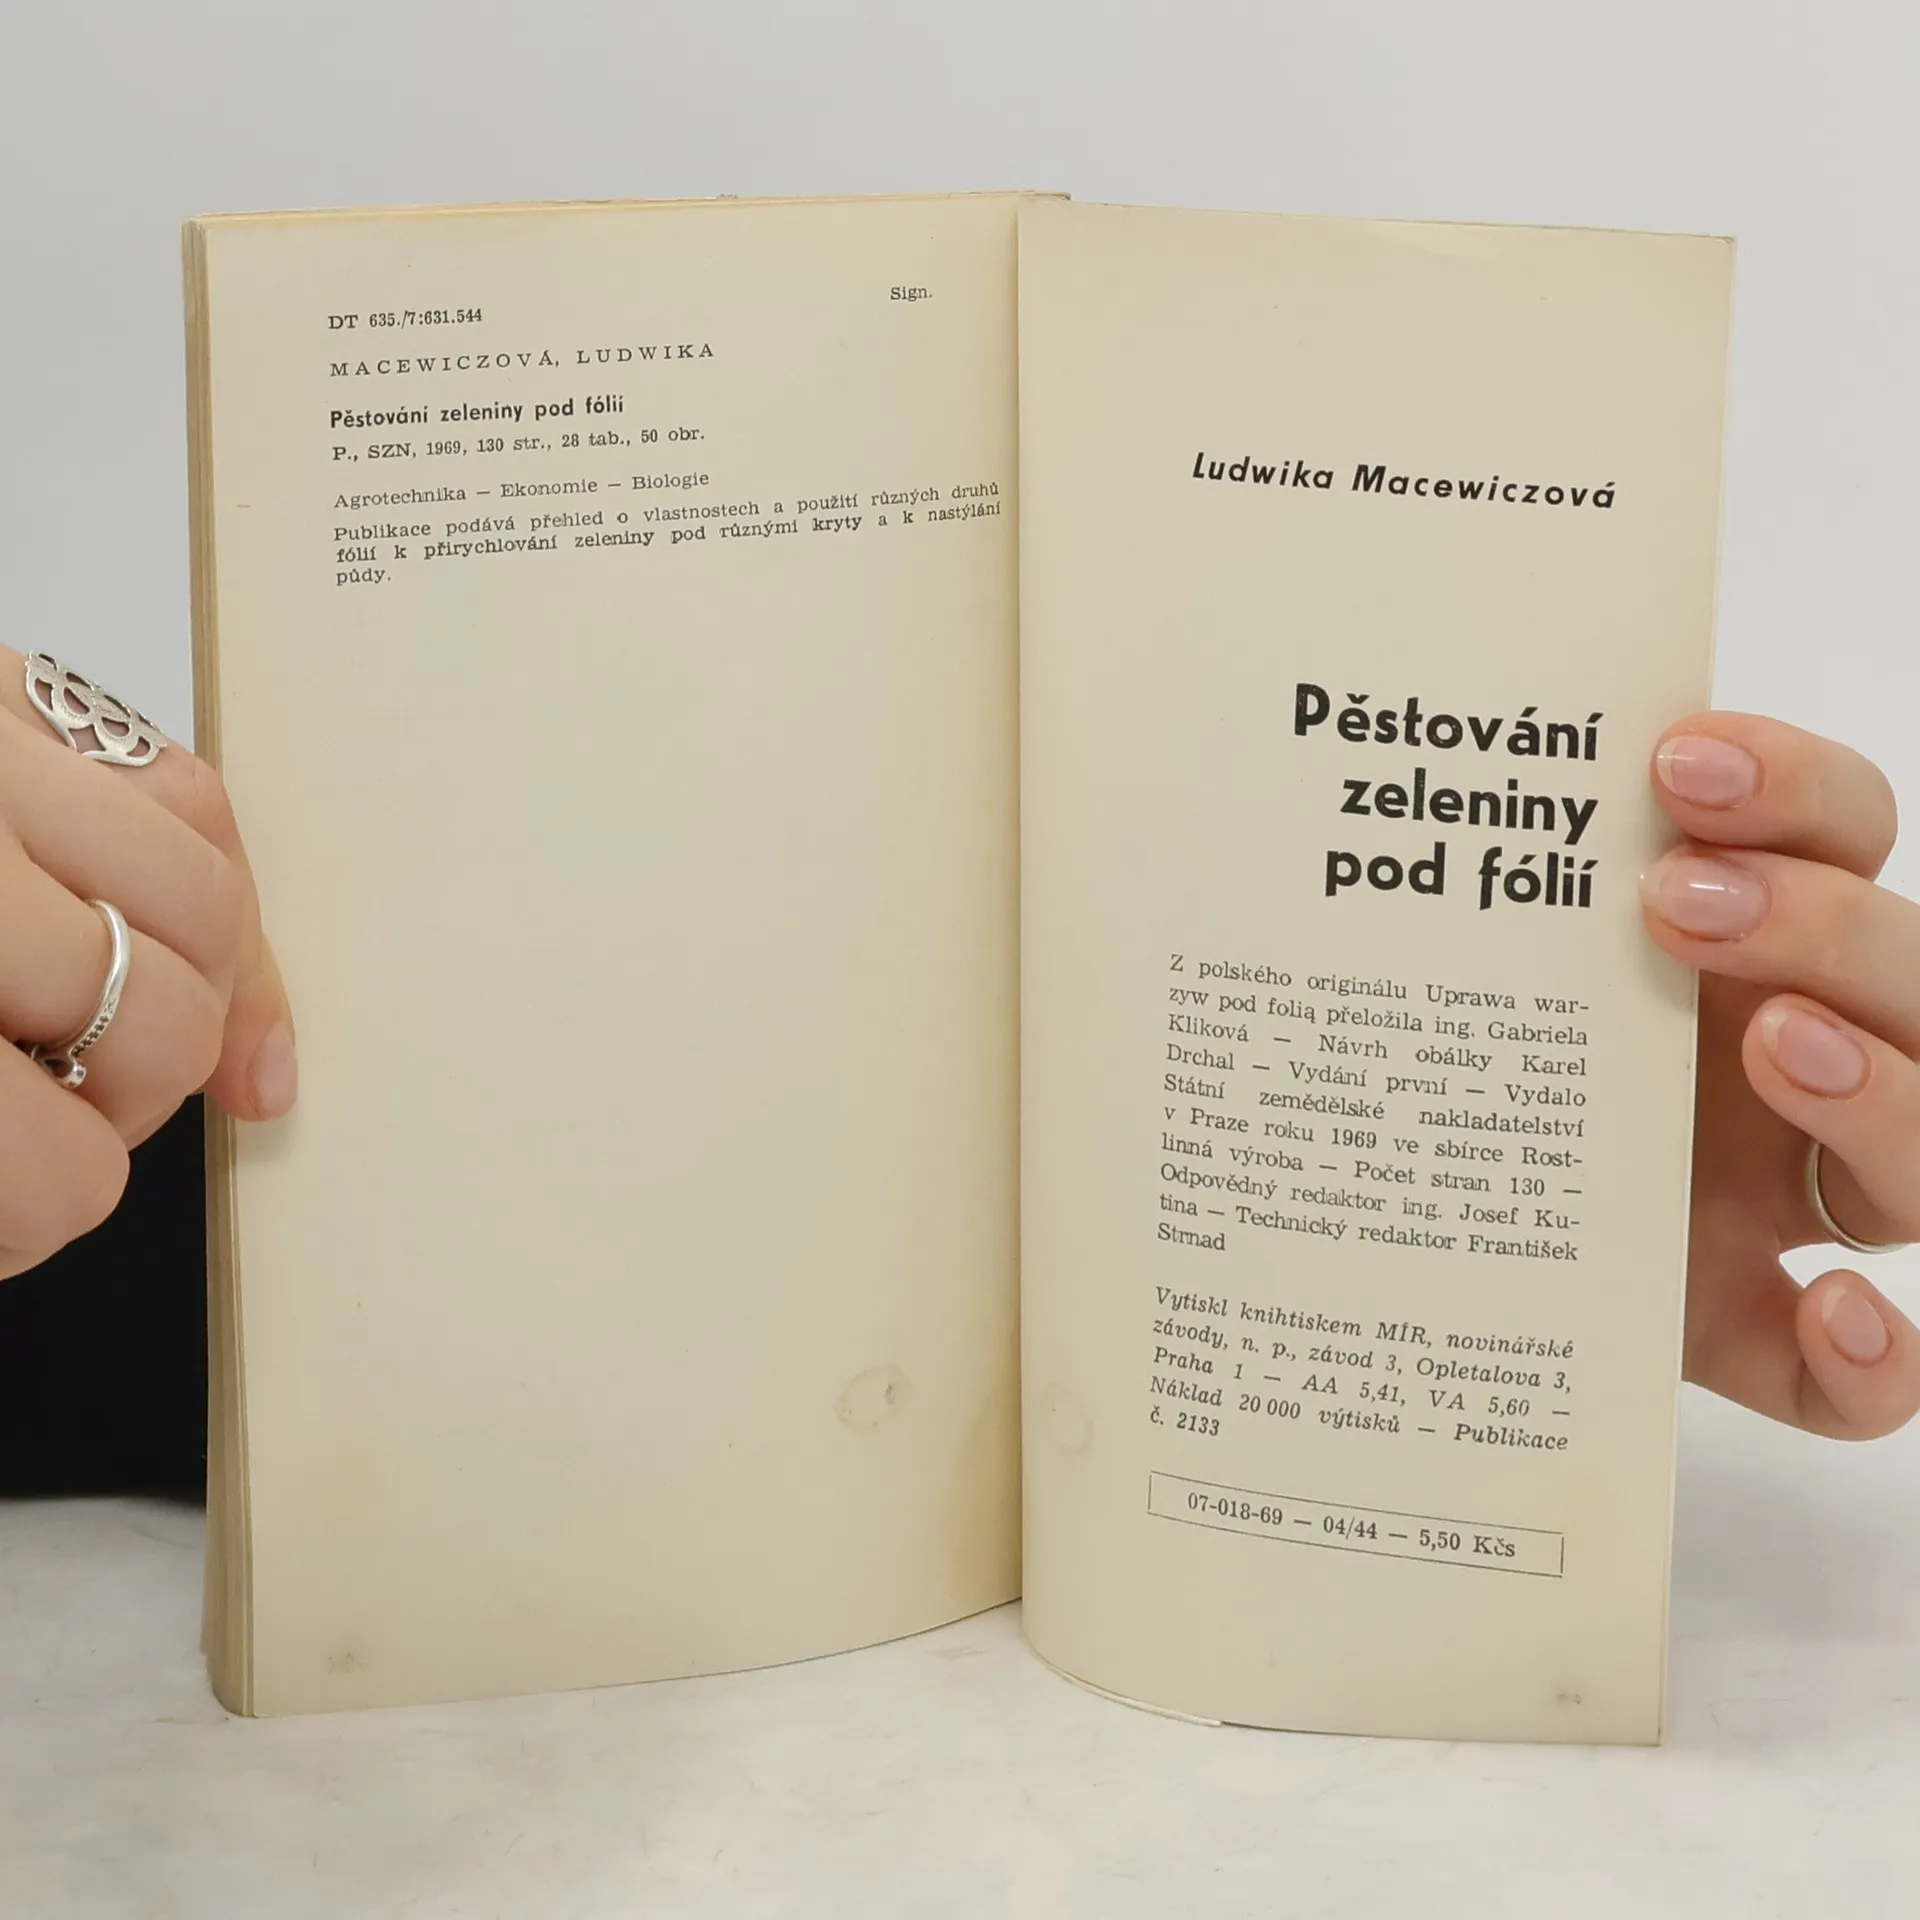 Sign.
DT 635./7:631.544
MACEWICZOVÁ, LUDWIKA
Pěstování zeleniny pod fólií
P., SZN, 1969, 130 str., 28 tab., 50 obr.
Agrotechnika — Ekonomie — Biologie
Publikace podává přehled o vlastnostech a použití různých druhů
fólií k přirychlování zeleniny pod různými kryty a k nastýlání
půdy.
Ludwika Macewiczová
Pěstování
zeleniny
pod fólií
Z polského originálu Uprawa war-
zyw pod folią přeložila ing. Gabriela
Kliková — Návrh obálky Karel
Drchal — Vydání první — Vydalo
Státní zemědělské nakladatelství
v Praze roku 1969 ve sbírce Rost-
linná výroba — Počet stran 130 —
Odpovědný redaktor ing. Josef Ku-
tina — Technický redaktor František
Strnad
Vytiskl knihtiskem MÍR, novinářské
závody, n. p., závod 3, Opletalova 3,
Praha 1 — AA 5,41, VA 5,60 —
Náklad 20 000 výtisků — Publikace
č. 2133
07-018-69 — 04/44 — 5,50 Kčs